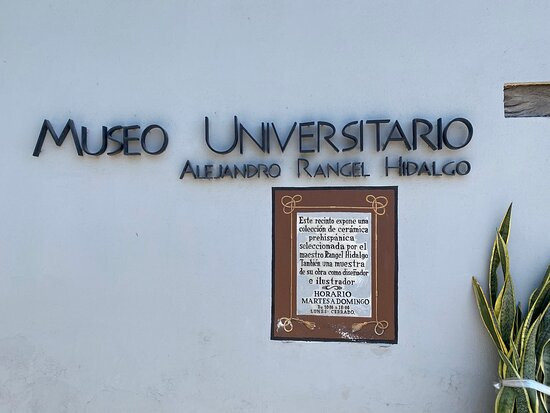 MUSEO UNIVERSITARIO
ALEJANDRO RANGEL HIDALGO
Este recinto expone una
colección de cerámica
prehispánica
seleccionada por el
maestro Rangel Hidalgo
También una muestra
de su obra como diseñador
e ilustrador
HORARIO
MARTES A DOMINGO
LUNES CERRADO.